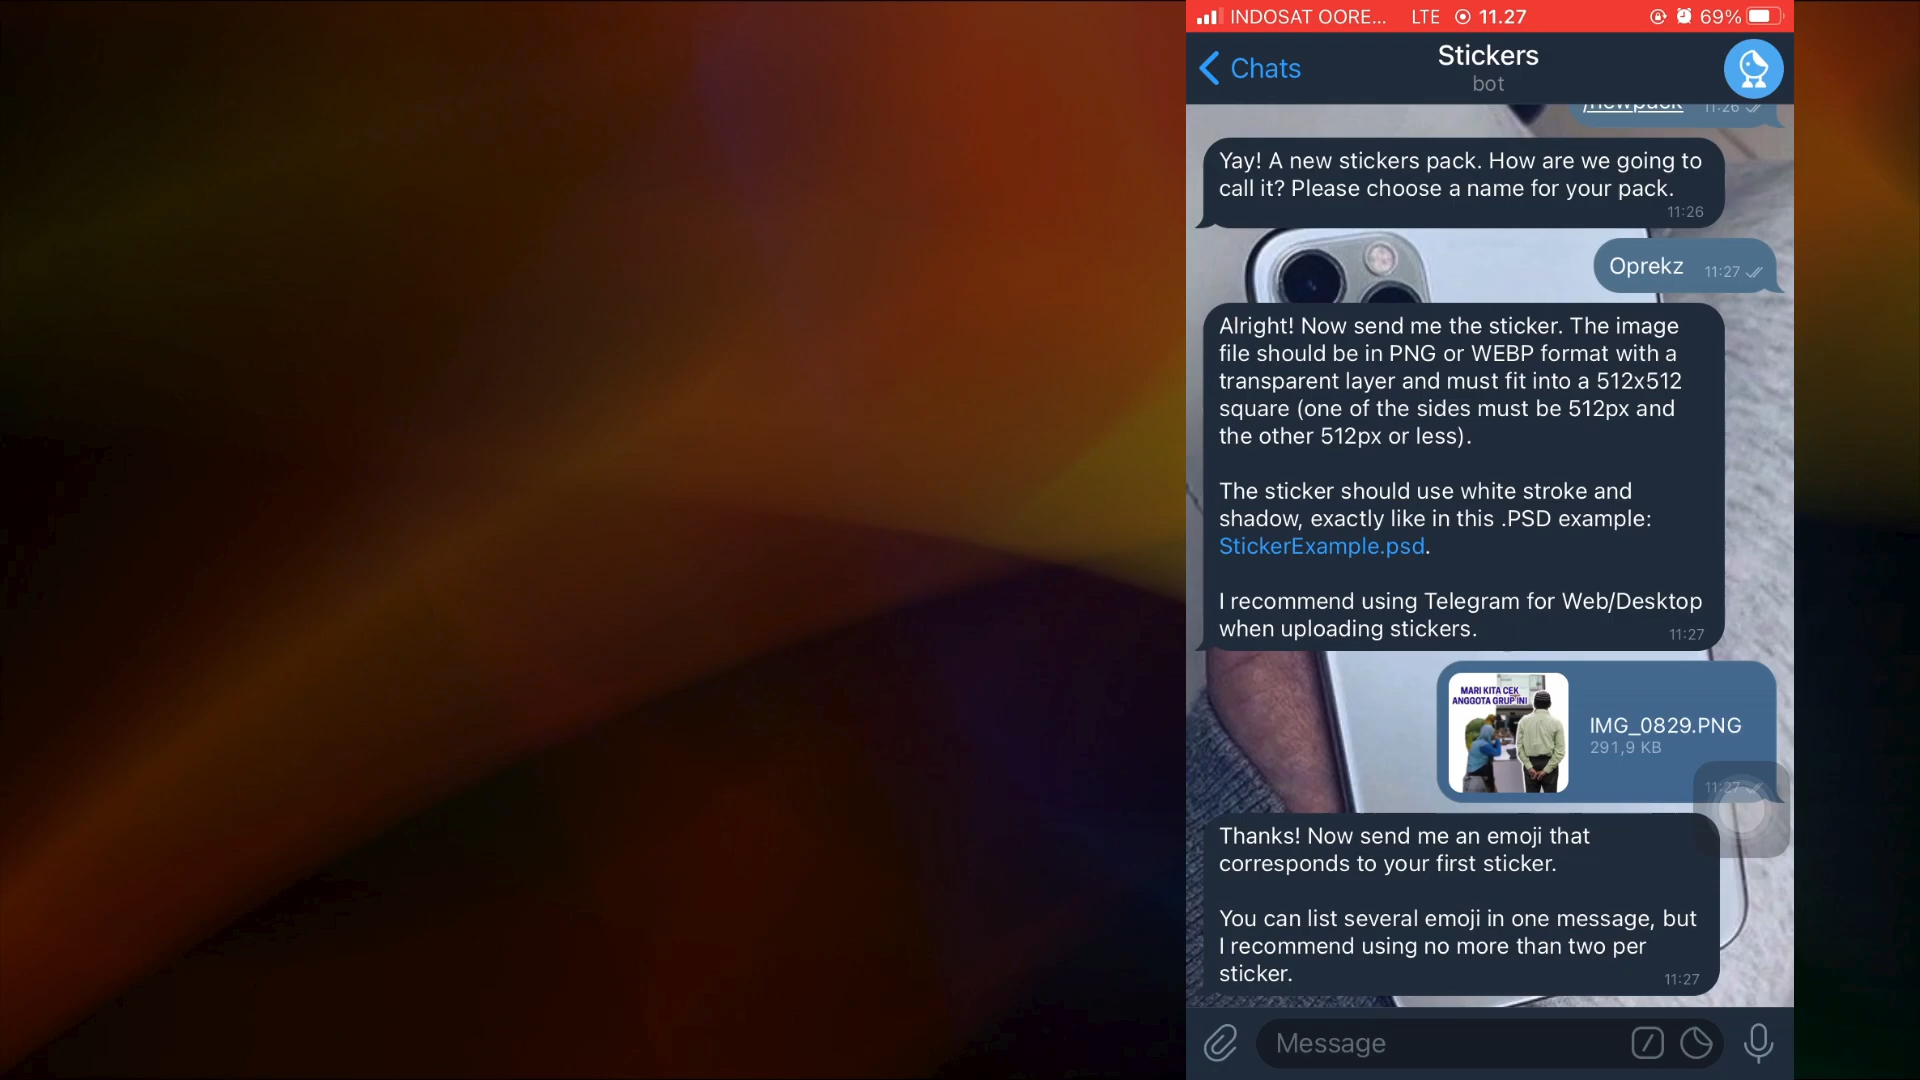 INDOSAT OORE... LTE 11.27 69%
Chats Stickers
bot
/newpack 11:26
Yay! A new stickers pack. How are we going to
call it? Please choose a name for your pack.
11:26
Oprekz 11:27
Alright! Now send me the sticker. The image
file should be in PNG or WEBP format with a
transparent layer and must fit into a 512x512
square (one of the sides must be 512px and
the other 512px or less).
The sticker should use white stroke and
shadow, exactly like in this .PSD example:
StickerExample.psd.
I recommend using Telegram for Web/Desktop
when uploading stickers. 11:27
MARI KITA CEK
ANGGOTA GRUP INI
IMG_0829.PNG
291,9 KB
11:27
Thanks! Now send me an emoji that
corresponds to your first sticker.
You can list several emoji in one message, but
I recommend using no more than two per
sticker. 11:27
Message